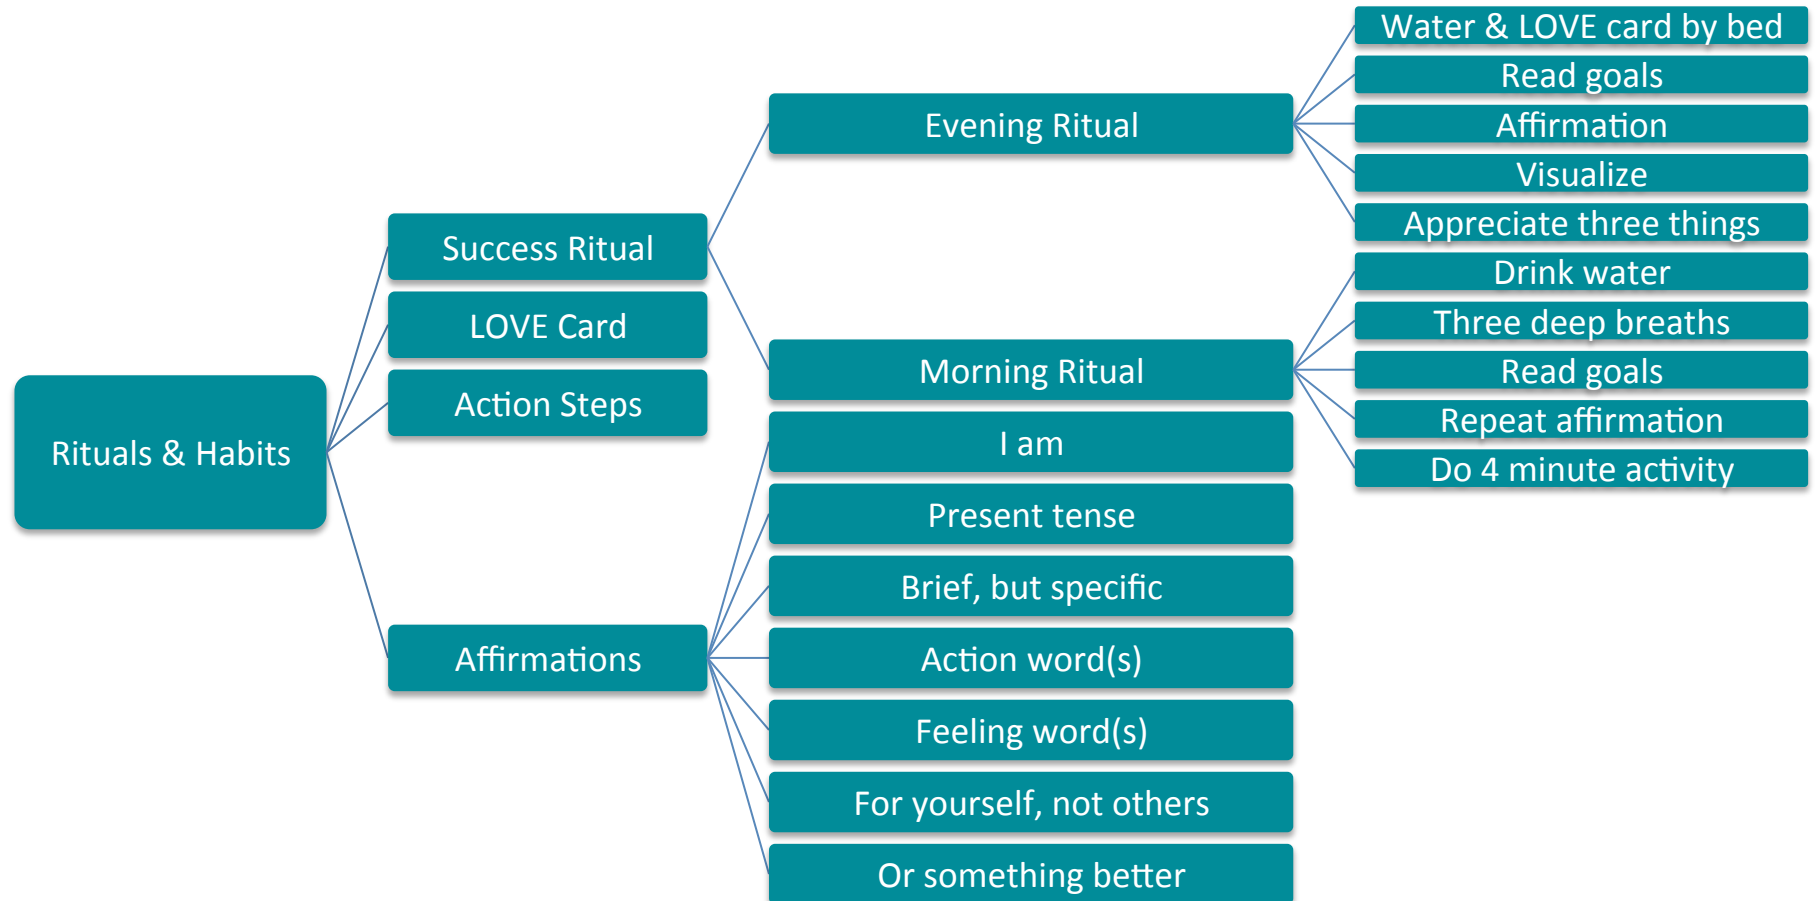 Rituals & Habits
Success Ritual
LOVE Card
Action Steps
Affirmations
Evening Ritual
Morning Ritual
I am
Present tense
Brief, but specific
Action word(s)
Feeling word(s)
For yourself, not others
Or something better
Water & LOVE card by bed
Read goals
Affirmation
Visualize
Appreciate three things
Drink water
Three deep breaths
Read goals
Repeat affirmation
Do 4 minute activity